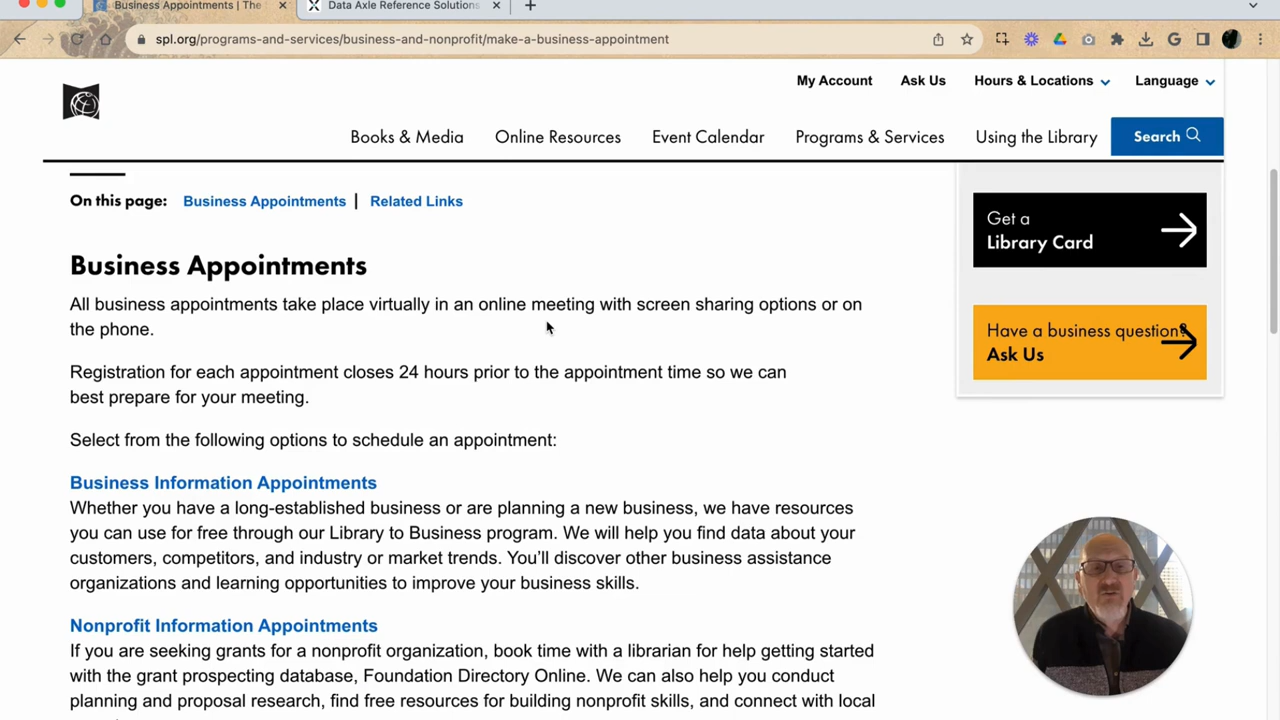 Business Appointments | The
Data Axle Reference Solutions
spl.org/programs-and-services/business-and-nonprofit/make-a-business-appointment
My Account
Ask Us
Hours & Locations
Language
Books & Media
Online Resources
Event Calendar
Programs & Services
Using the Library
Search
On this page: Business Appointments | Related Links
Get a
Library Card
Business Appointments
All business appointments take place virtually in an online meeting with screen sharing options or on
the phone.
Have a business question?
Ask Us
Registration for each appointment closes 24 hours prior to the appointment time so we can
best prepare for your meeting.
Select from the following options to schedule an appointment:
Business Information Appointments
Whether you have a long-established business or are planning a new business, we have resources
you can use for free through our Library to Business program. We will help you find data about your
customers, competitors, and industry or market trends. You’ll discover other business assistance
organizations and learning opportunities to improve your business skills.
Nonprofit Information Appointments
If you are seeking grants for a nonprofit organization, book time with a librarian for help getting started
with the grant prospecting database, Foundation Directory Online. We can also help you conduct
planning and proposal research, find free resources for building nonprofit skills, and connect with local